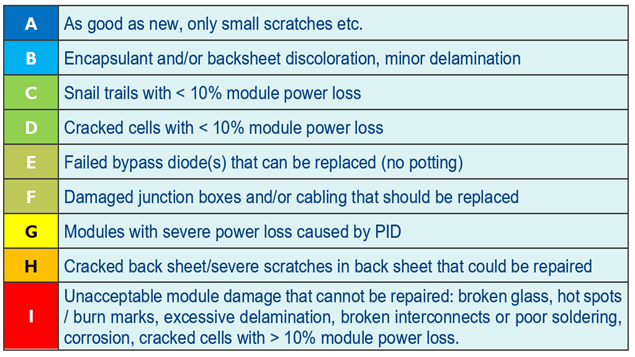 A As good as new, only small scratches etc.
B Encapsulant and/or backsheet discoloration, minor delamination
C Snail trails with < 10% module power loss
D Cracked cells with < 10% module power loss
E Failed bypass diode(s) that can be replaced (no potting)
F Damaged junction boxes and/or cabling that should be replaced
G Modules with severe power loss caused by PID
H Cracked back sheet/severe scratches in back sheet that could be repaired
Unacceptable module damage that cannot be repaired: broken glass, hot spots
I / burn marks, excessive delamination, broken interconnects or poor soldering,
corrosion, cracked cells with > 10% module power loss.